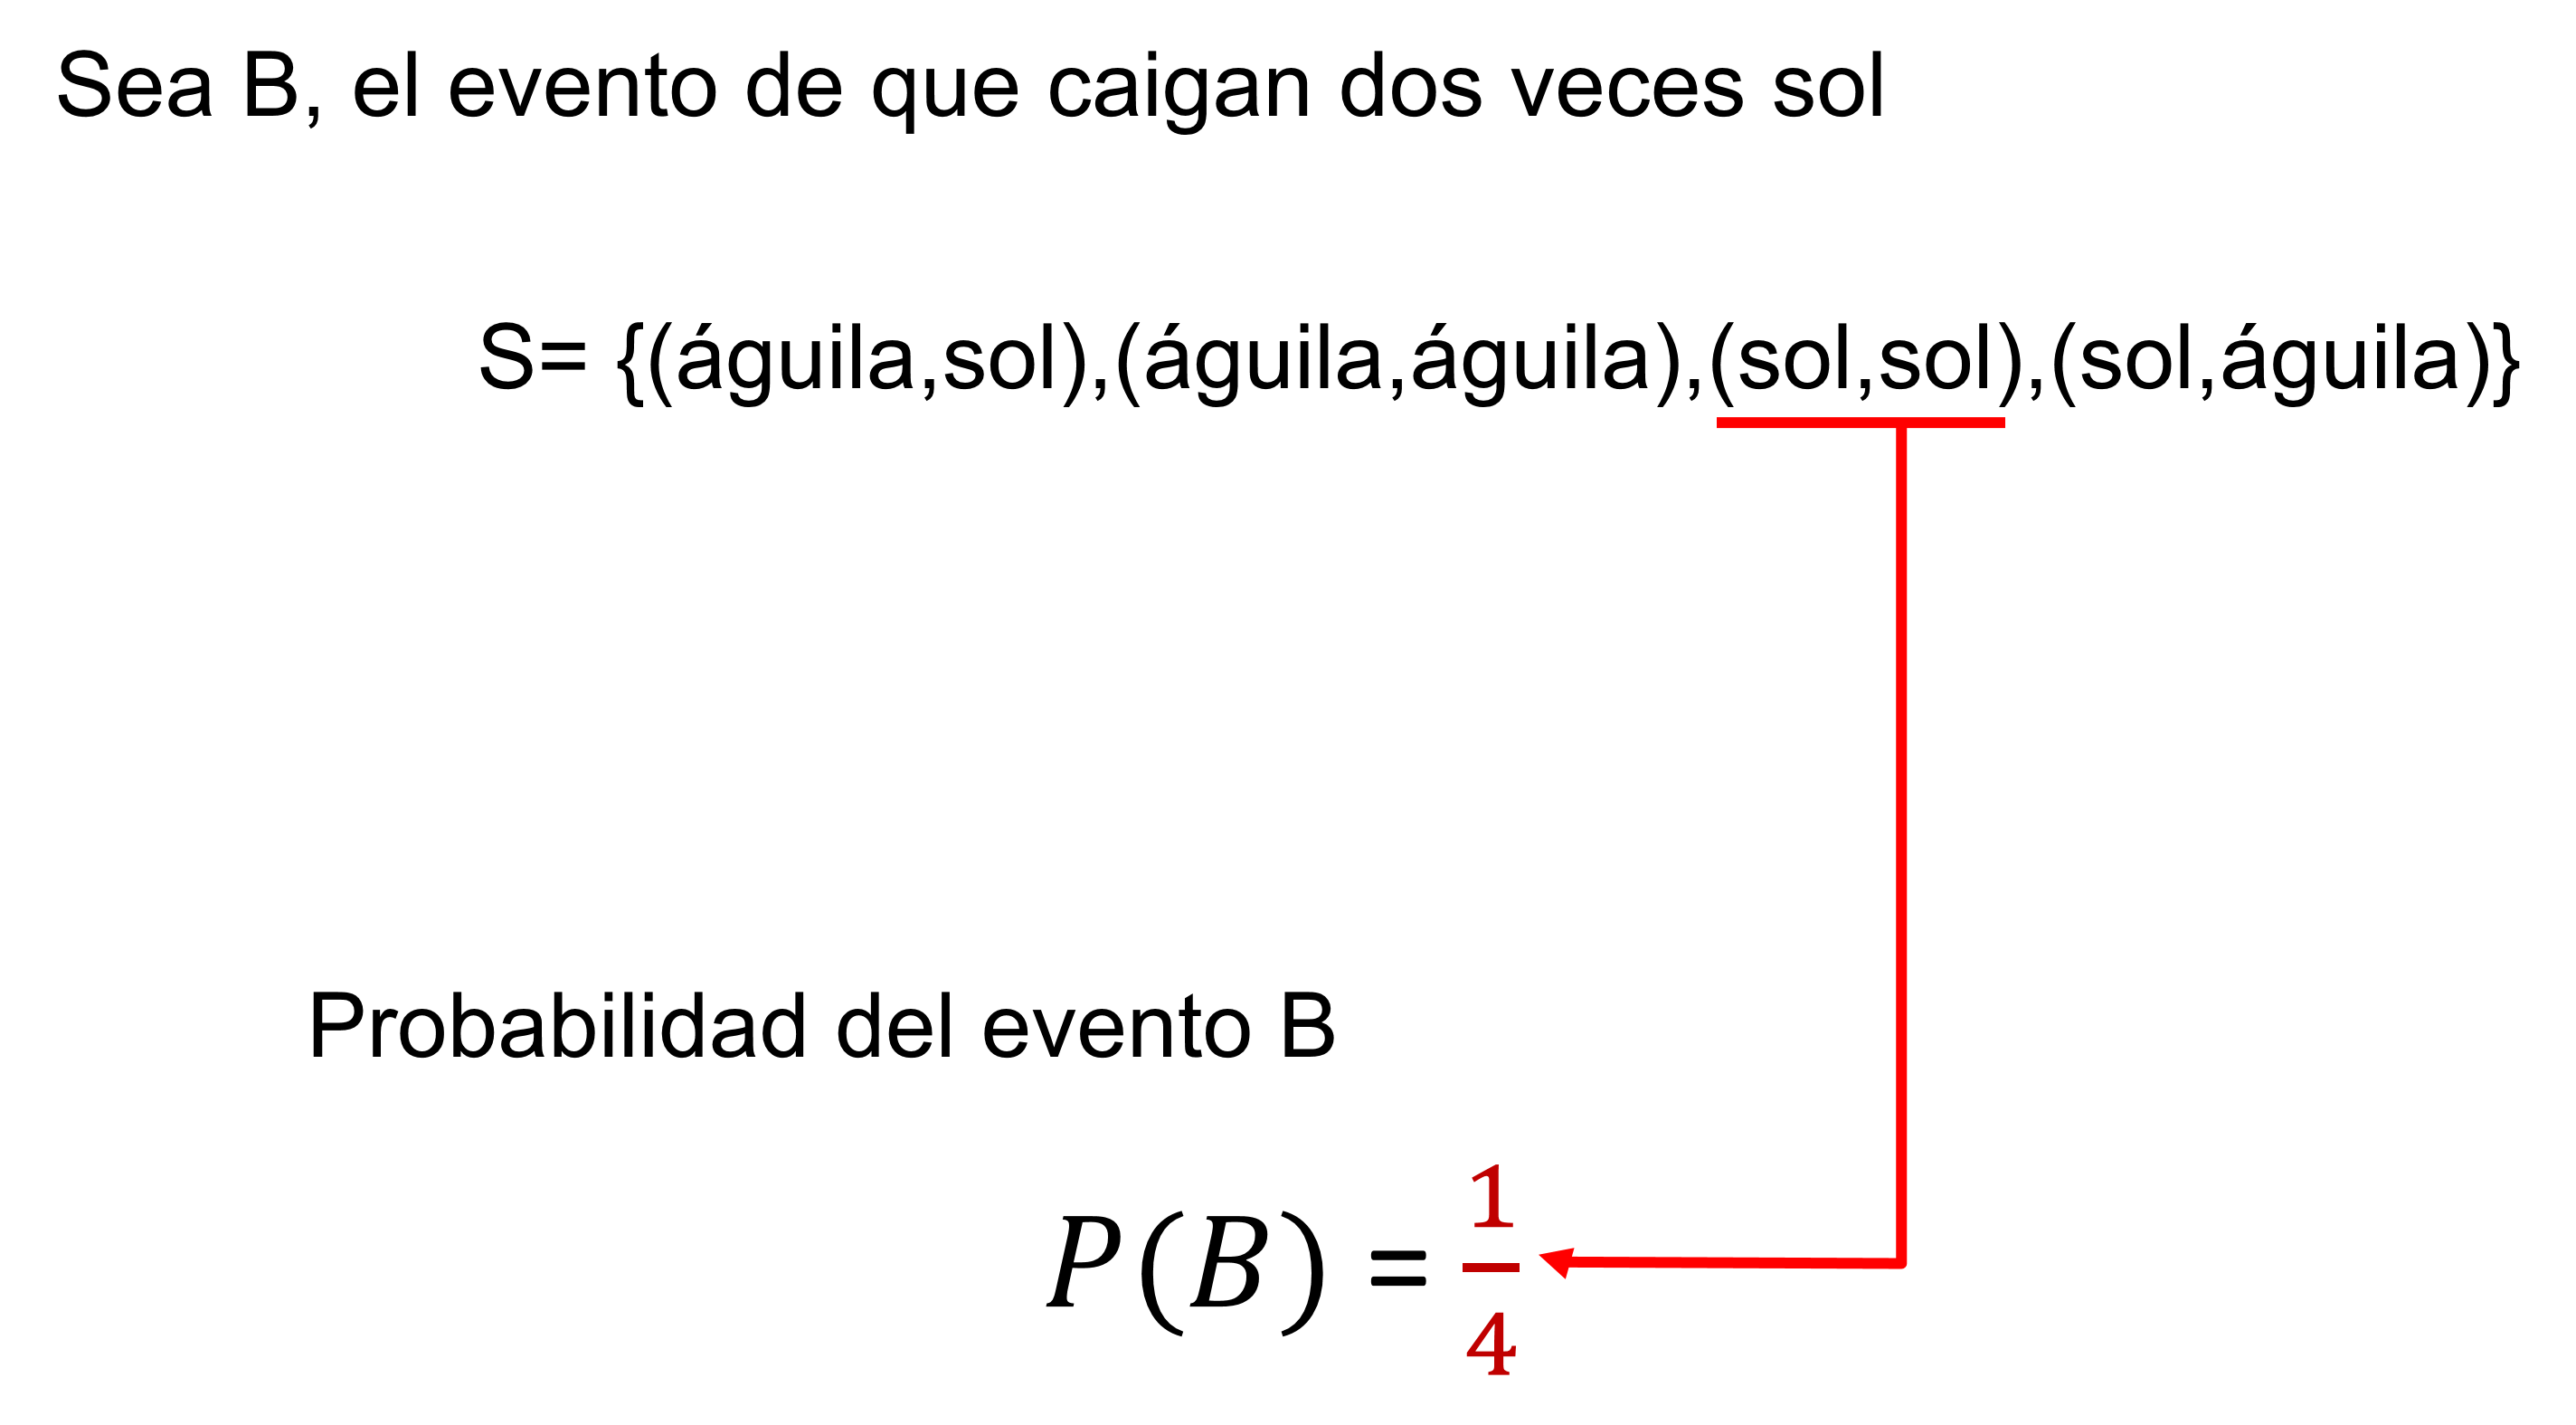 Sea B, el evento de que caigan dos veces sol
S= {(águila,sol),(águila,águila),(sol,sol),(sol,águila)}
Probabilidad del evento B
P(B) = 1/4